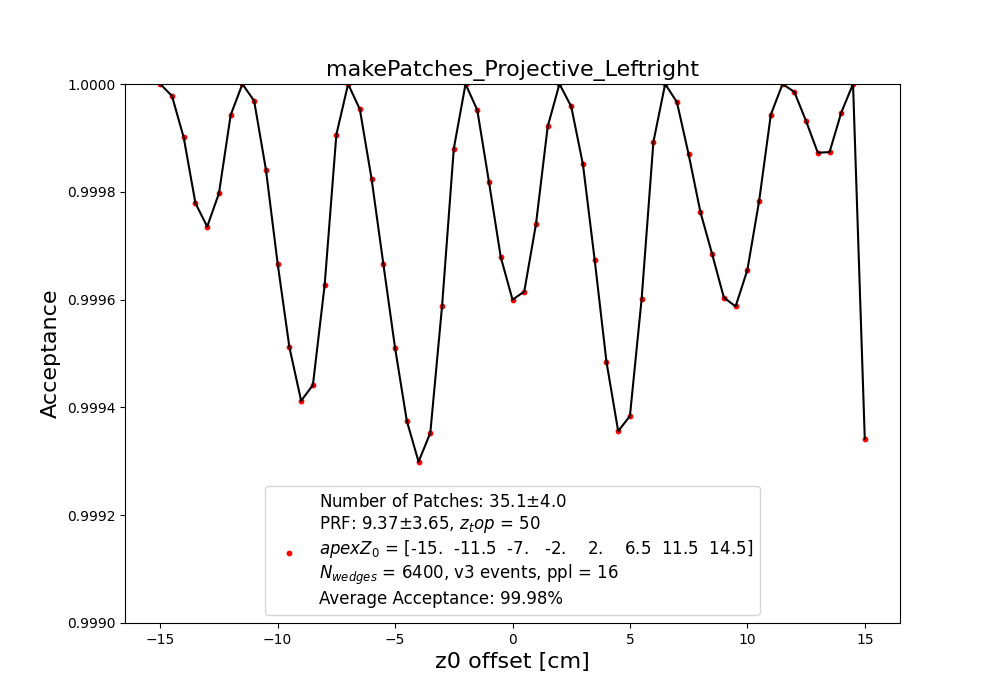 makePatches_Projective_Leftright
Acceptance
1.0000
0.9998
0.9996
0.9994
0.9992
0.9990
Number of Patches: 35.1±4.0
PRF: 9.37±3.65, z_top = 50
apexZ_0 = [-15. -11.5 -7. -2. 2. 6.5 11.5 14.5]
N_wedges = 6400, v3 events, ppl = 16
Average Acceptance: 99.98%
−15 −10 −5 0 5 10 15
z0 offset [cm]